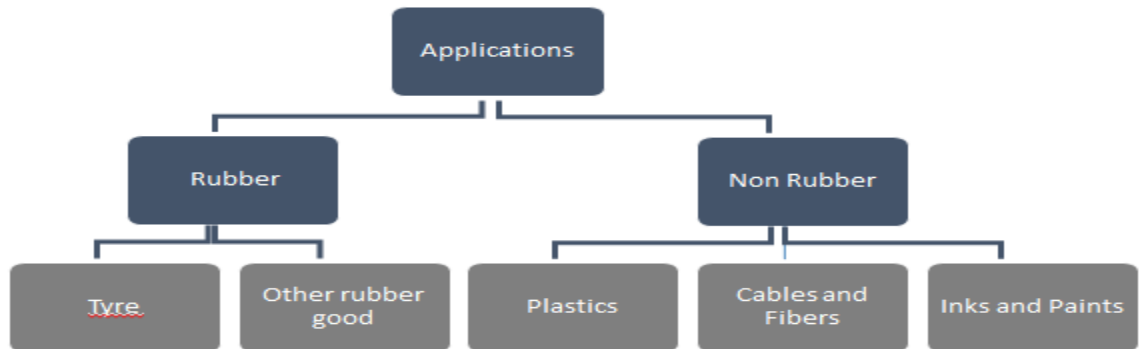 Applications
Rubber
Non Rubber
Tyre
Other rubber
good
Plastics
Cables and
Fibers
Inks and Paints